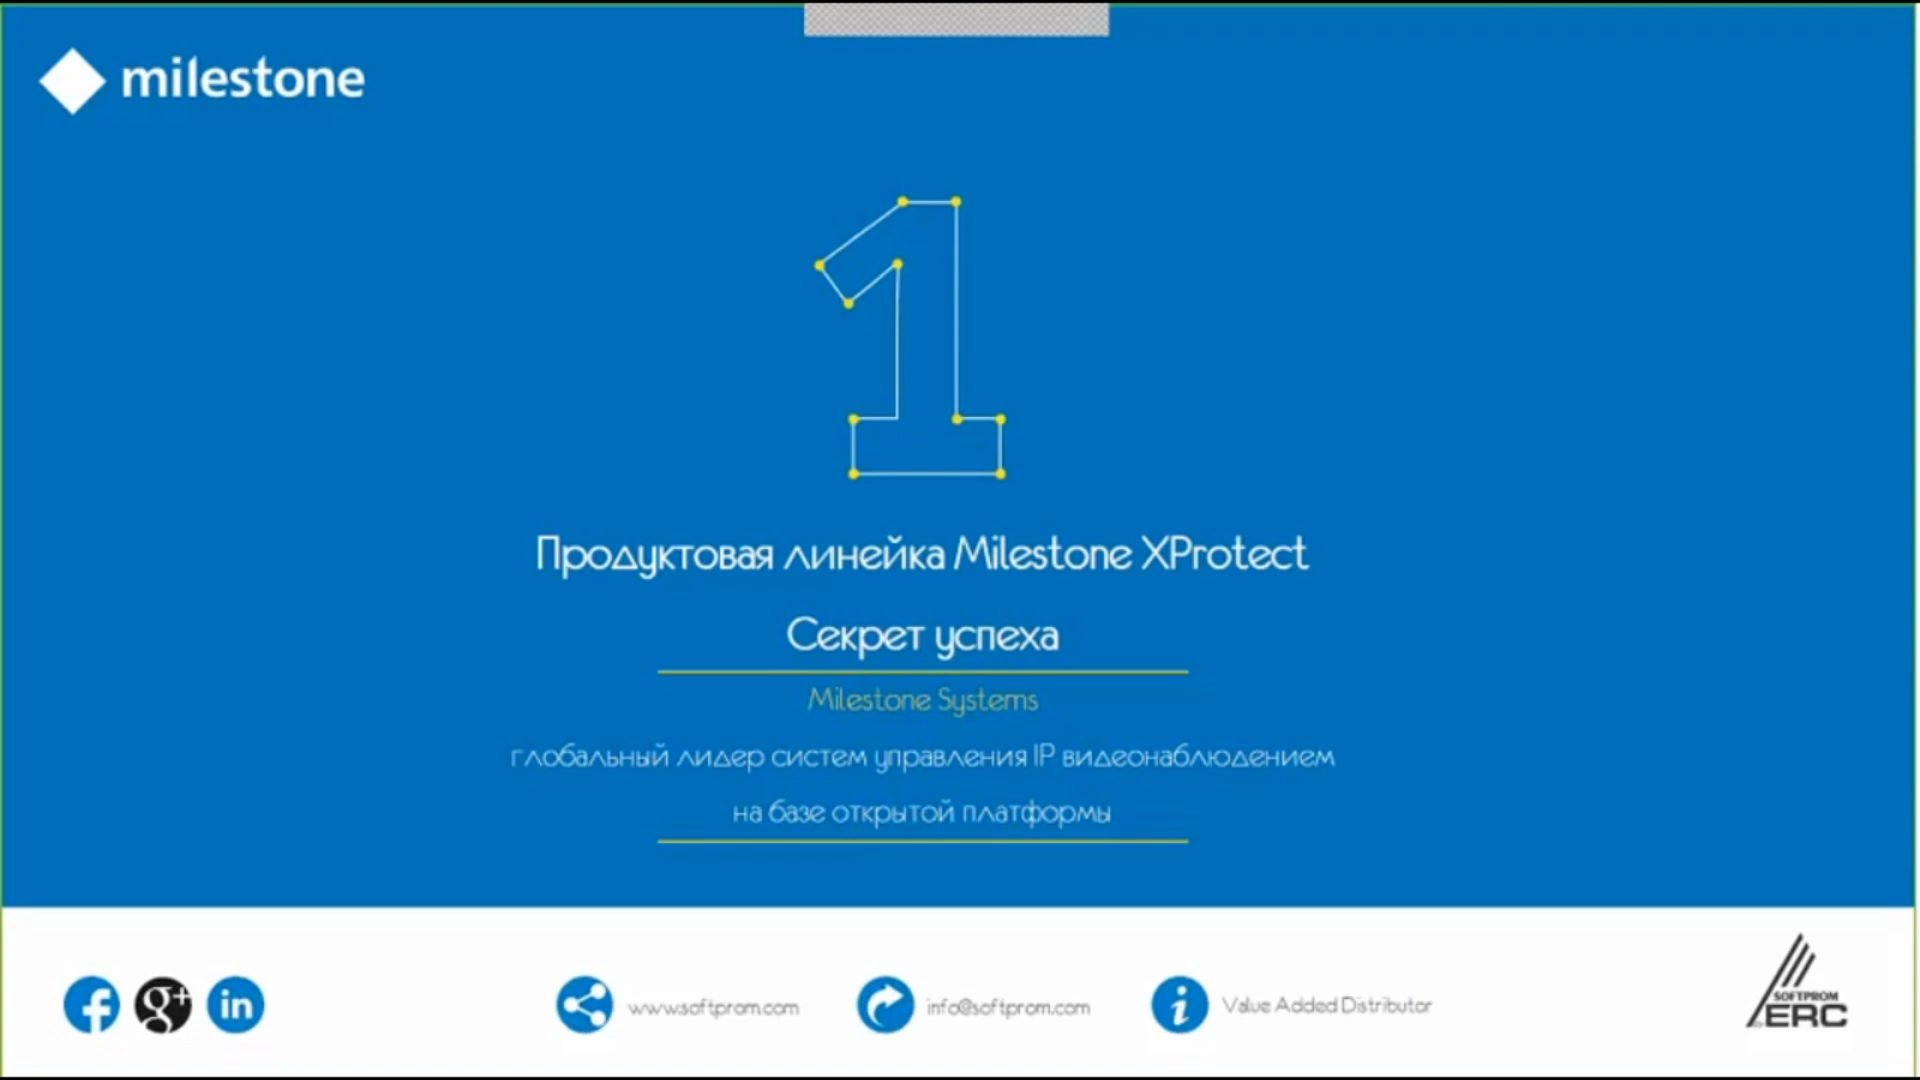 milestone
1
Продуктовая линейка Milestone XProtect
Секрет успеха
Milestone Systems
глобальный лидер систем управления IP видеонаблюдением
на базе открытой платформы
f g+ in
www.softprom.com
info@softprom.com
i
Value Added Distributor
SOFTPROM
ERC